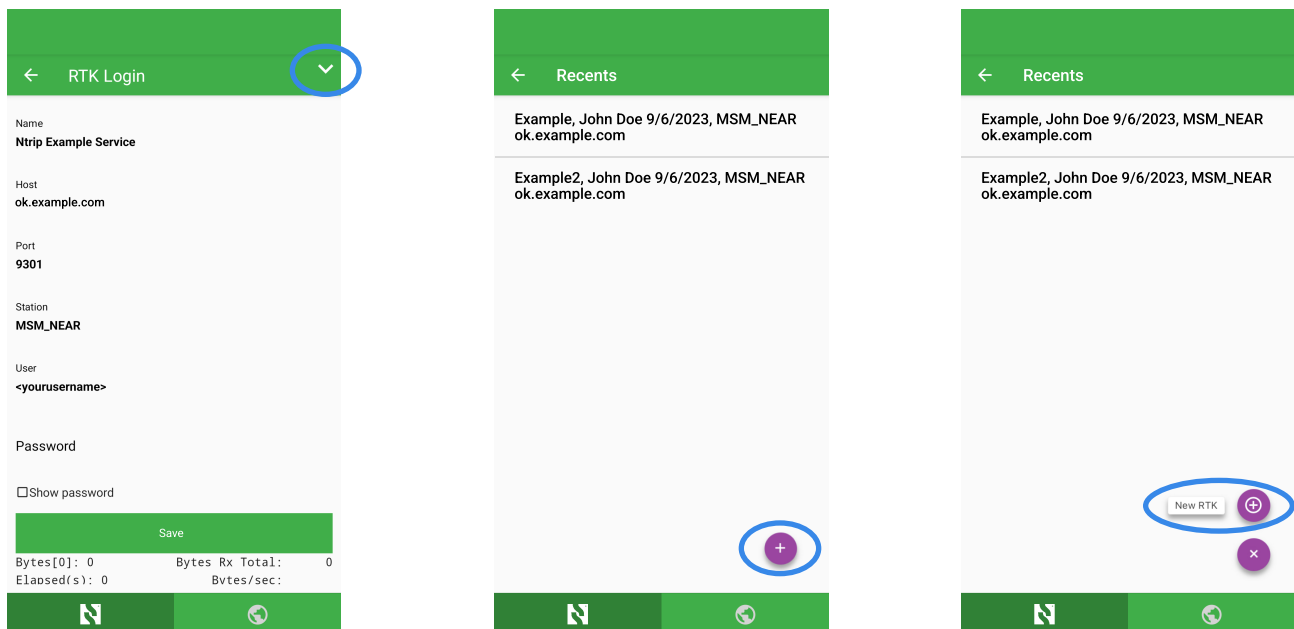 RTK Login
Name
Ntrip Example Service
Host
ok.example.com
Port
9301
Station
MSM_NEAR
User
<yourusername>
Password
Show password
Save
Bytes[0]: 0 Bytes Rx Total: 0
Elapsed(s): 0 Bytes/sec:
Recents
Example, John Doe 9/6/2023, MSM_NEAR
ok.example.com
Example2, John Doe 9/6/2023, MSM_NEAR
ok.example.com
Recents
Example, John Doe 9/6/2023, MSM_NEAR
ok.example.com
Example2, John Doe 9/6/2023, MSM_NEAR
ok.example.com
New RTK